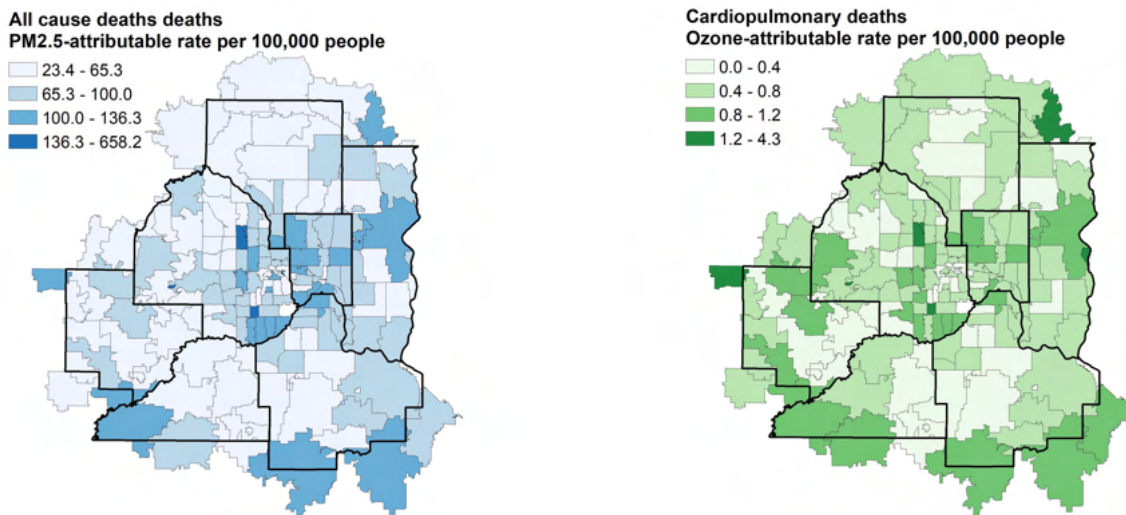 All cause deaths deaths
PM2.5-attributable rate per 100,000 people
23.4 - 65.3
65.3 - 100.0
100.0 - 136.3
136.3 - 658.2
Cardiopulmonary deaths
Ozone-attributable rate per 100,000 people
0.0 - 0.4
0.4 - 0.8
0.8 - 1.2
1.2 - 4.3